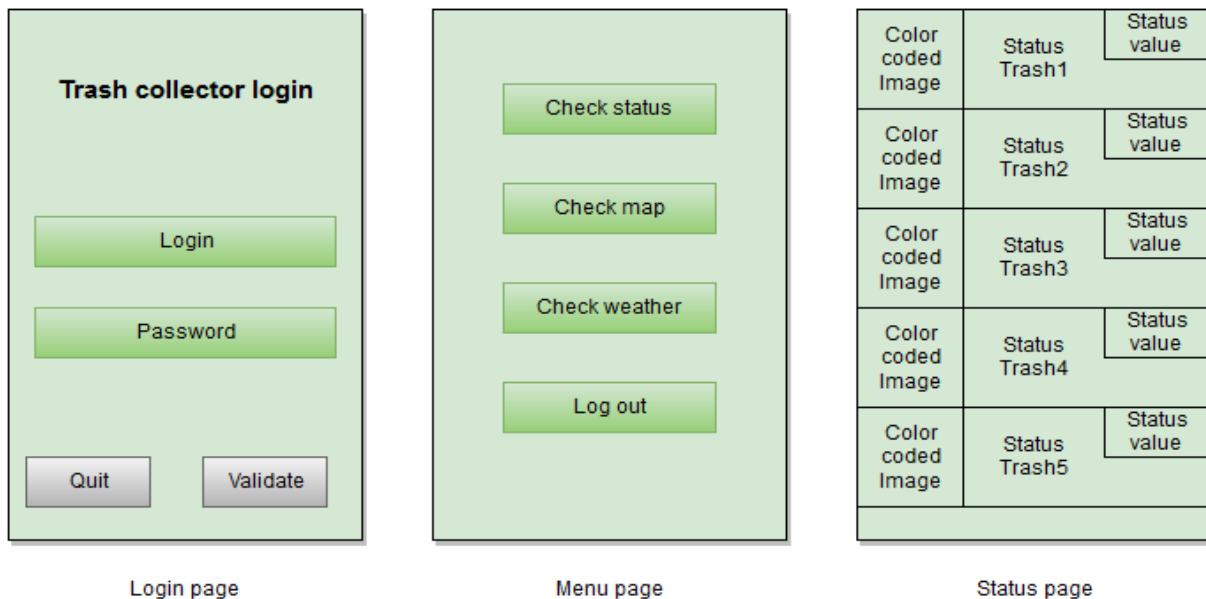 Trash collector login
Login
Password
Quit
Validate
Login page
Check status
Check map
Check weather
Log out
Menu page
Color
coded
Image
Status
Trash1
Status
value
Color
coded
Image
Status
Trash2
Status
value
Color
coded
Image
Status
Trash3
Status
value
Color
coded
Image
Status
Trash4
Status
value
Color
coded
Image
Status
Trash5
Status
value
Status page